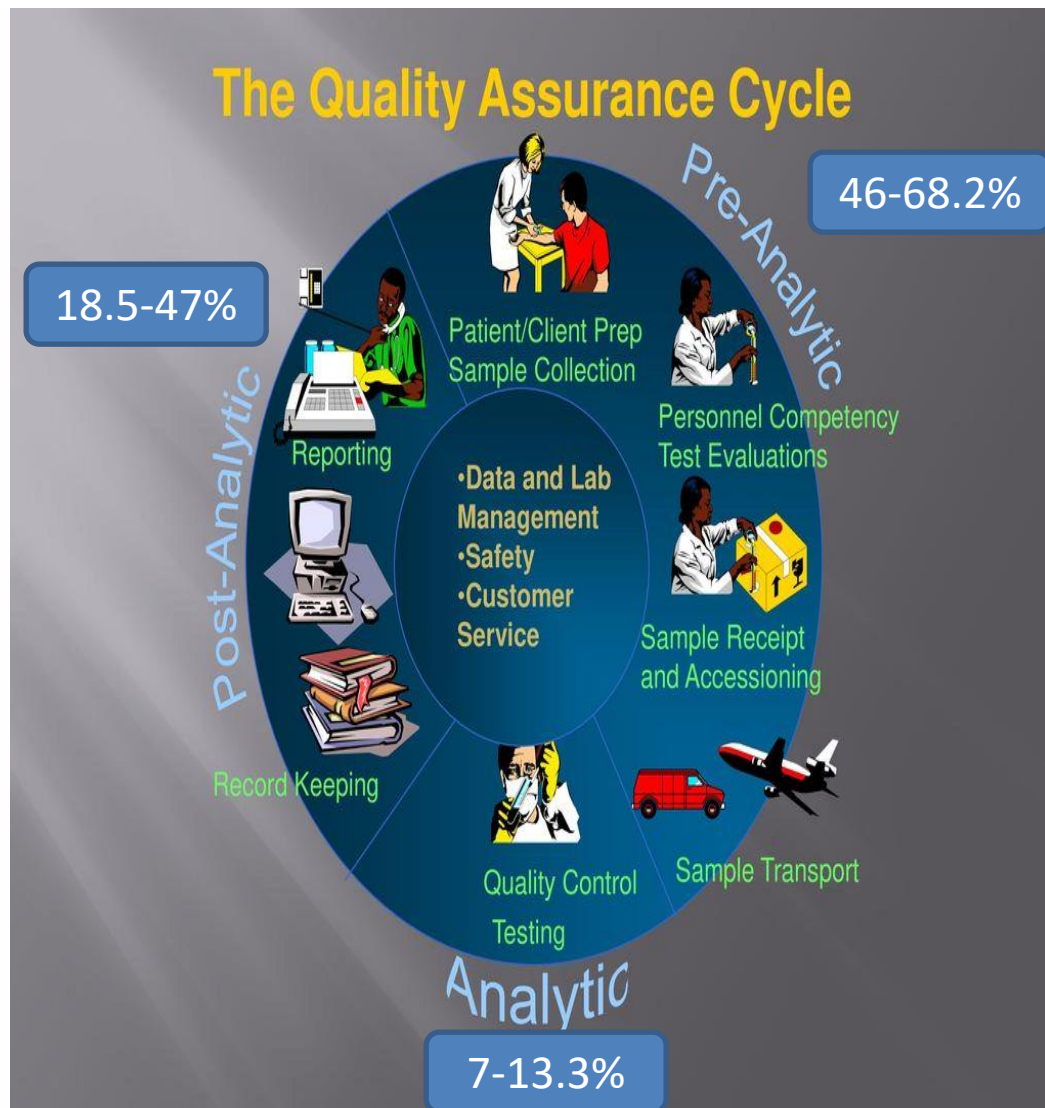 The Quality Assurance Cycle
Pre-Analytic
46-68.2%
18.5-47%
Patient/Client Prep
Sample Collection
Personnel Competency
Test Evaluations
Reporting
Post-Analytic
•Data and Lab
Management
•Safety
•Customer
Service
Sample Receipt
and Accessioning
Record Keeping
Sample Transport
Quality Control
Testing
Analytic
7-13.3%